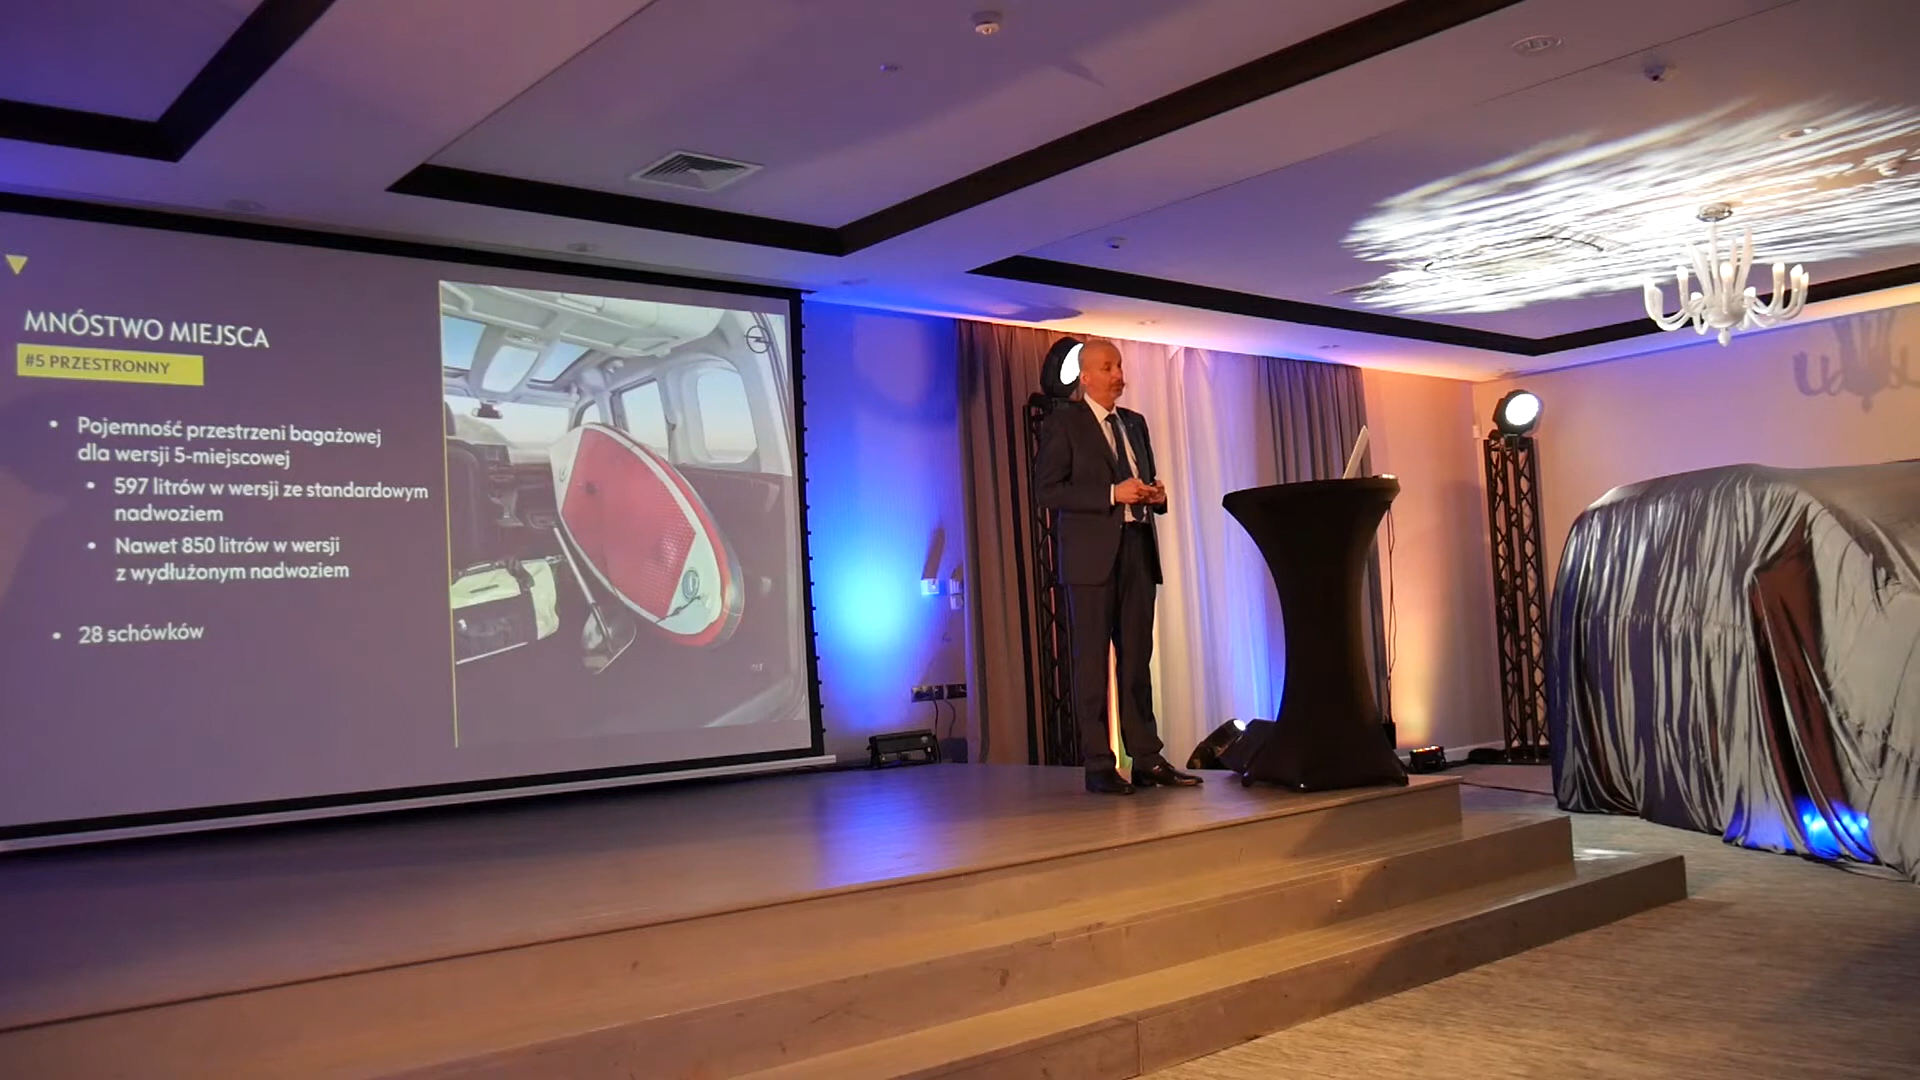 MNÓSTWO MIEJSCA
#5 PRZESTRONNY
• Pojemność przestrzeni bagażowej
dla wersji 5-miejscowej
• 597 litrów w wersji ze standardowym
nadwoziem
• Nawet 850 litrów w wersji
z wydłużonym nadwoziem
• 28 schówków